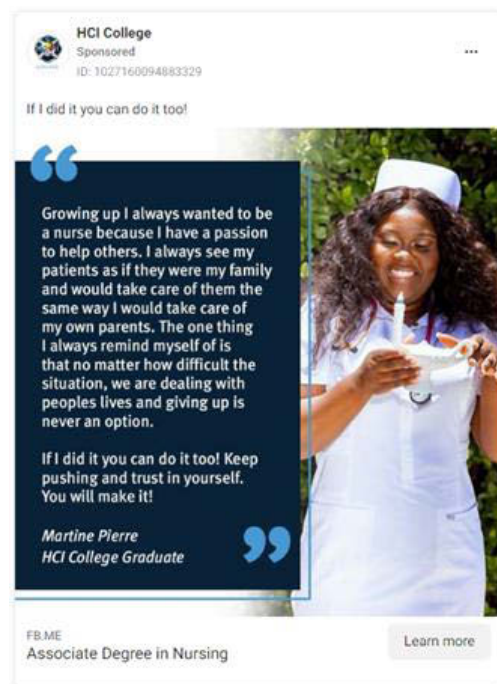 HCI College
Sponsored
ID: 1027160094883329
If I did it you can do it too!
Growing up I always wanted to be
a nurse because I have a passion
to help others. I always see my
patients as if they were my family
and would take care of them the
same way I would take care of
my own parents. The one thing
I always remind myself of is
that no matter how difficult the
situation, we are dealing with
peoples lives and giving up is
never an option.
If I did it you can do it too! Keep
pushing and trust in yourself.
You will make it!
Martine Pierre
HCI College Graduate
FB.ME
Associate Degree in Nursing
Learn more